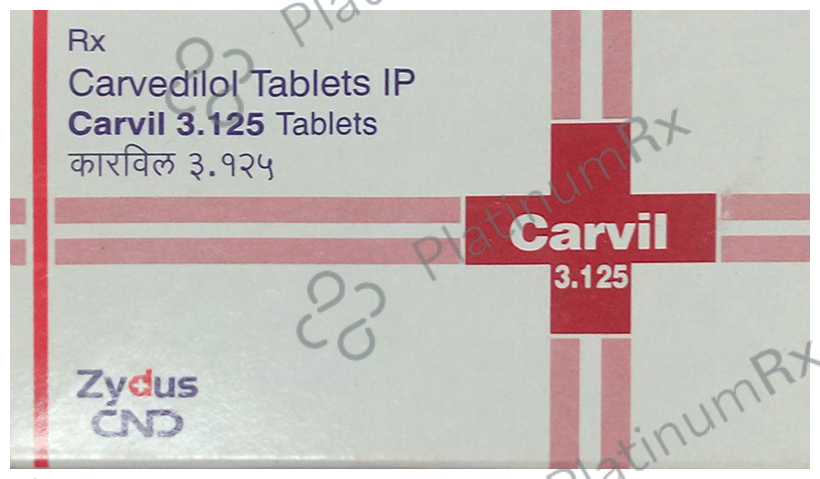 Rx
Carvedilol Tablets IP
Carvil 3.125 Tablets
कारविल ३.१२५
Carvil
3.125
Zydus
CND
PlatinumRx
PlatinumRx
PlatinumRx
PlatinumRx